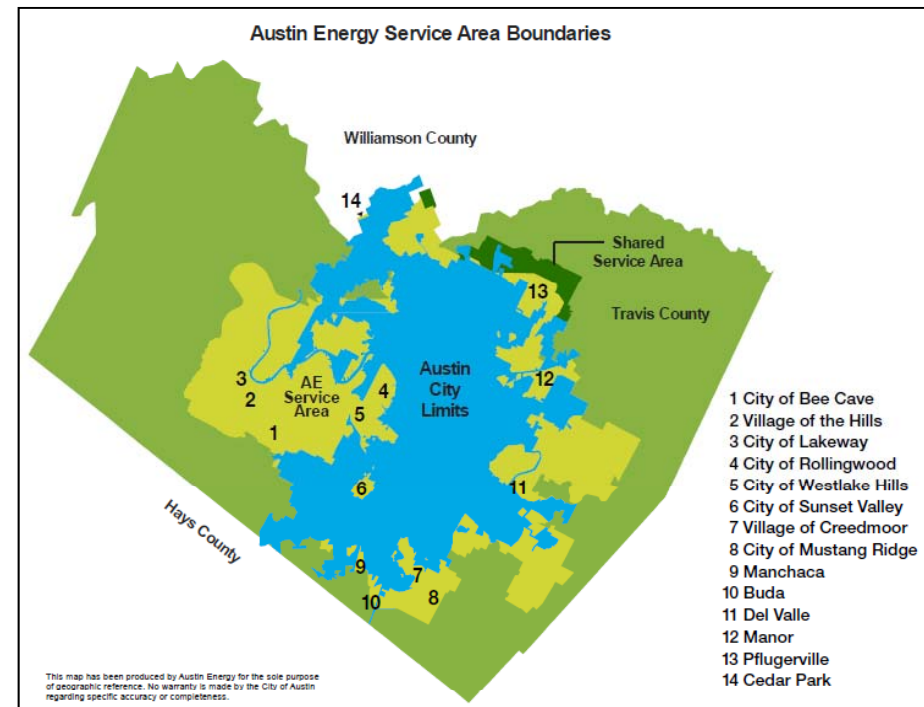 Austin Energy Service Area Boundaries
Williamson County
14
Shared
Service Area
13
Travis County
12
3
AE
Service
Area
2
4
Austin
City
Limits
5
1
6
11
Hays County
9
7
10
8
1 City of Bee Cave
2 Village of the Hills
3 City of Lakeway
4 City of Rollingwood
5 City of Westlake Hills
6 City of Sunset Valley
7 Village of Creedmoor
8 City of Mustang Ridge
9 Manchaca
10 Buda
11 Del Valle
12 Manor
13 Pflugerville
14 Cedar Park
This map has been produced by Austin Energy for the sole purpose
of geographic reference. No warranty is made by the City of Austin
regarding specific accuracy or completeness.